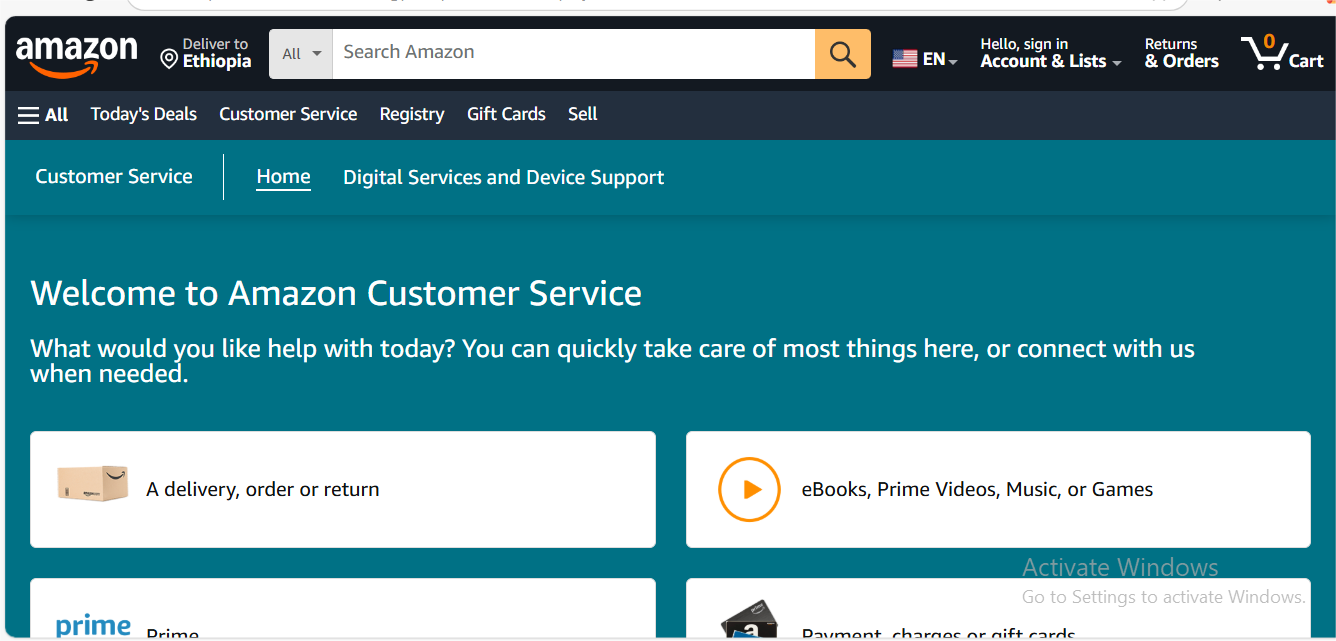 amazon
Deliver to
Ethiopia
All
Search Amazon
EN
Hello, sign in
Account & Lists
Returns
& Orders
0
Cart
All Today's Deals Customer Service Registry Gift Cards Sell
Customer Service Home Digital Services and Device Support
Welcome to Amazon Customer Service
What would you like help with today? You can quickly take care of most things here, or connect with us
when needed.
A delivery, order or return
eBooks, Prime Videos, Music, or Games
Activate Windows
Go to Settings to activate Windows.
prime
Prime
Payment, charges or gift cards